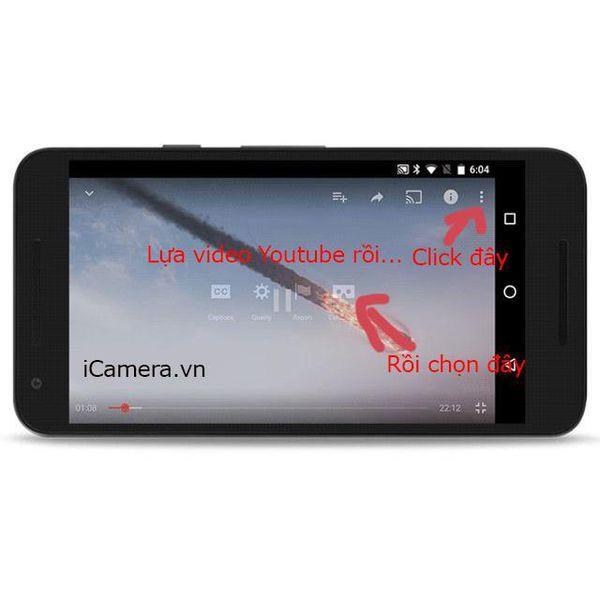 6:04
Lựa video Youtube rồi... Click đây
CC
Captions Quality Report
Rồi chọn đây
iCamera.vn
01:08 22:12